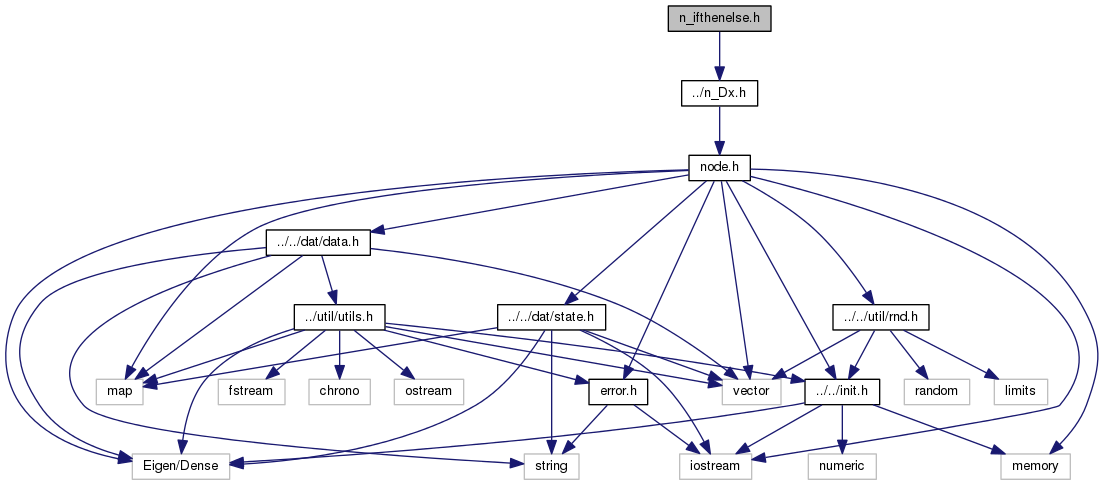 n_ifthenelse.h
../n_Dx.h
node.h
../../dat/data.h
../util/utils.h
../../dat/state.h
../../util/rnd.h
map
fstream
chrono
ostream
error.h
vector
../../init.h
random
limits
Eigen/Dense
string
iostream
numeric
memory